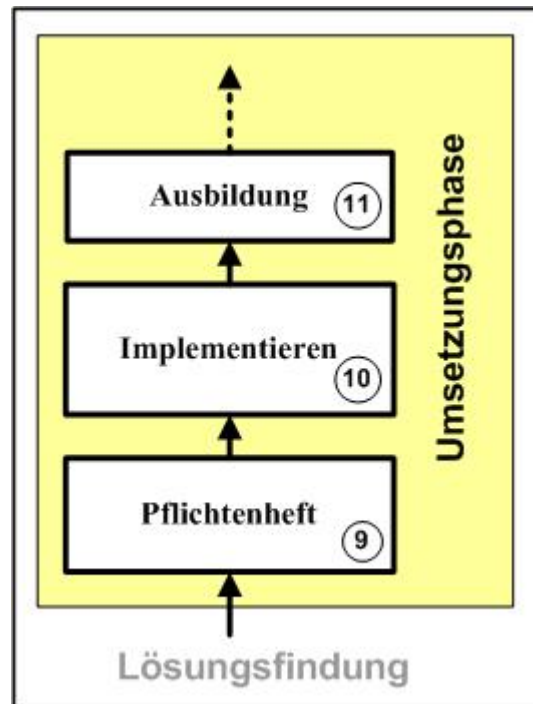 Ausbildung
11
Implementieren
10
Pflichtenheft
9
Umsetzungsphase
Lösungsfindung